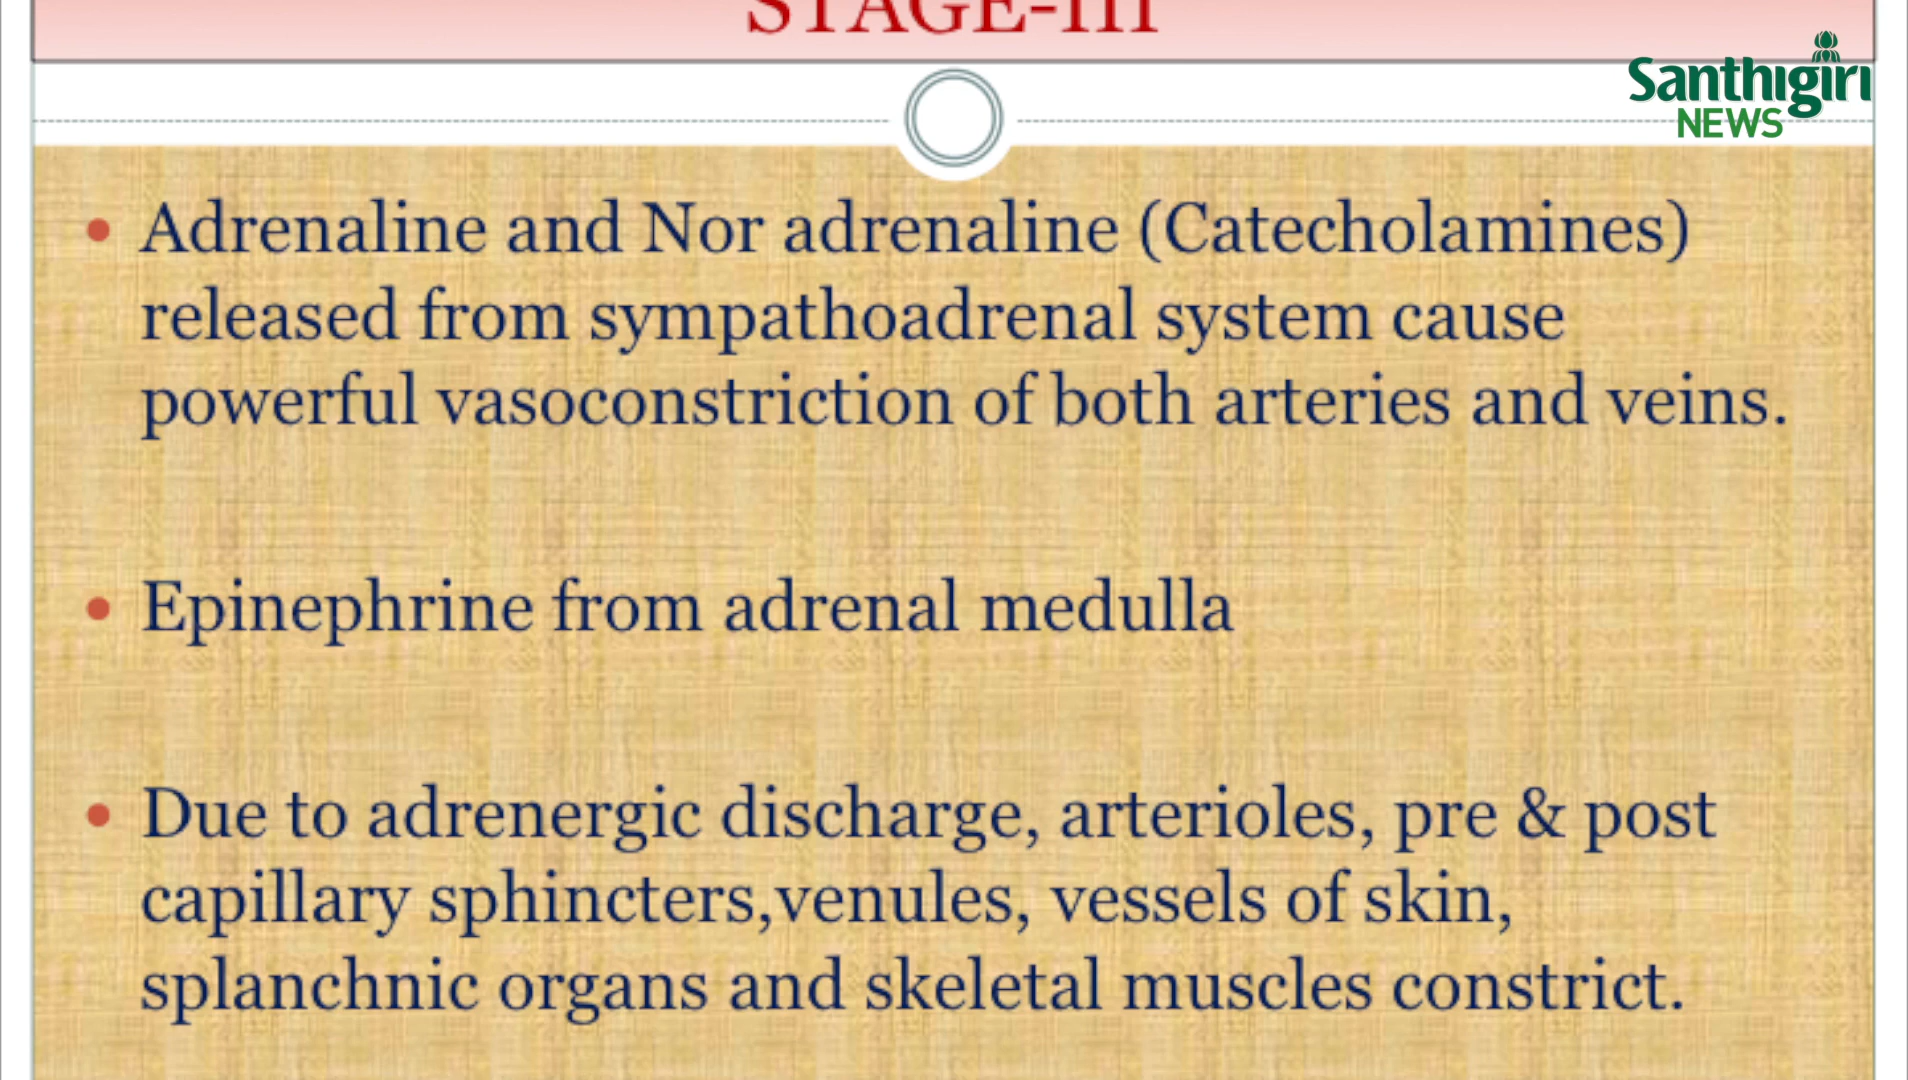 STAGE-III
Santhigiri
NEWS
• Adrenaline and Nor adrenaline (Catecholamines)
released from sympathoadrenal system cause
powerful vasoconstriction of both arteries and veins.
• Epinephrine from adrenal medulla
• Due to adrenergic discharge, arterioles, pre & post
capillary sphincters,venules, vessels of skin,
splanchnic organs and skeletal muscles constrict.